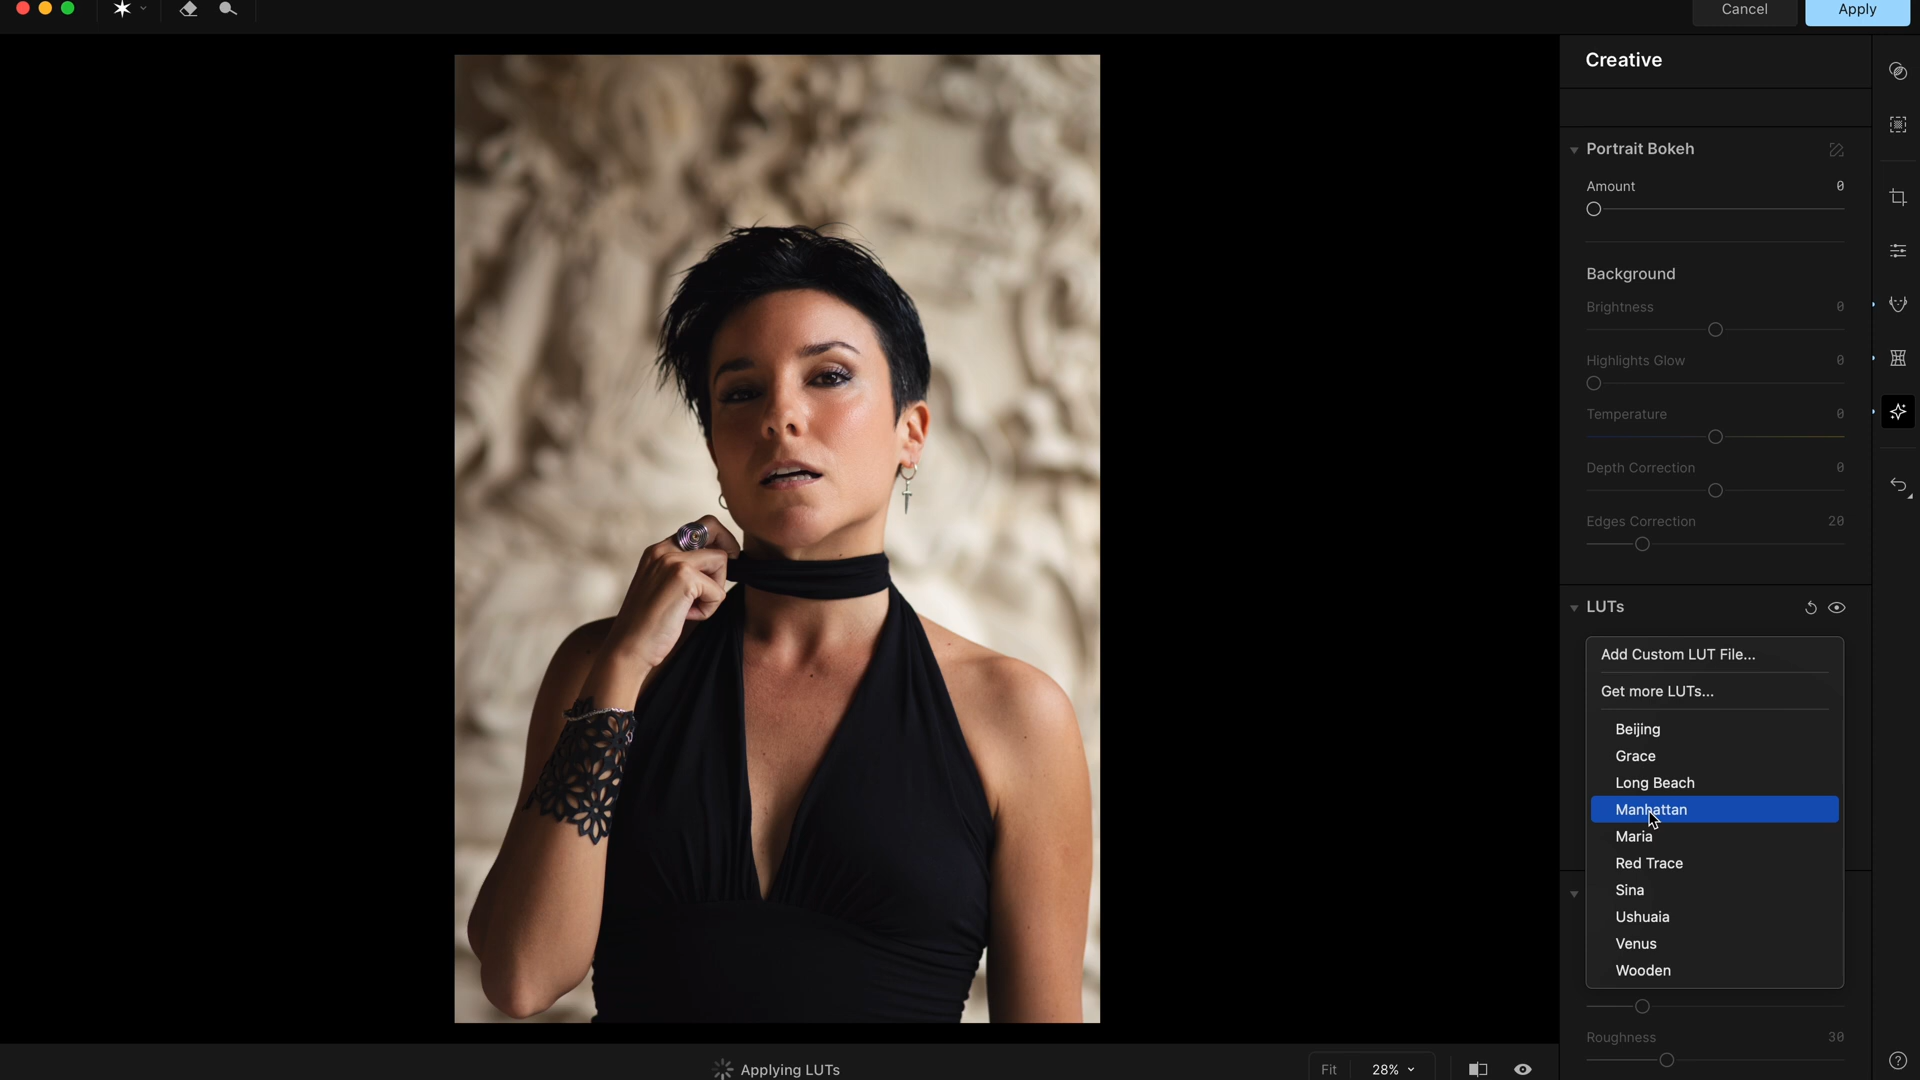 Cancel
Apply
Creative
Portrait Bokeh
Amount 0
Background
Brightness 0
Highlights Glow 0
Temperature 0
Depth Correction 0
Edges Correction 20
LUTs
Add Custom LUT File...
Get more LUTs...
Beijing
Grace
Long Beach
Manhattan
Maria
Red Trace
Sina
Ushuaia
Venus
Wooden
Roughness 30
Applying LUTs
Fit 28%